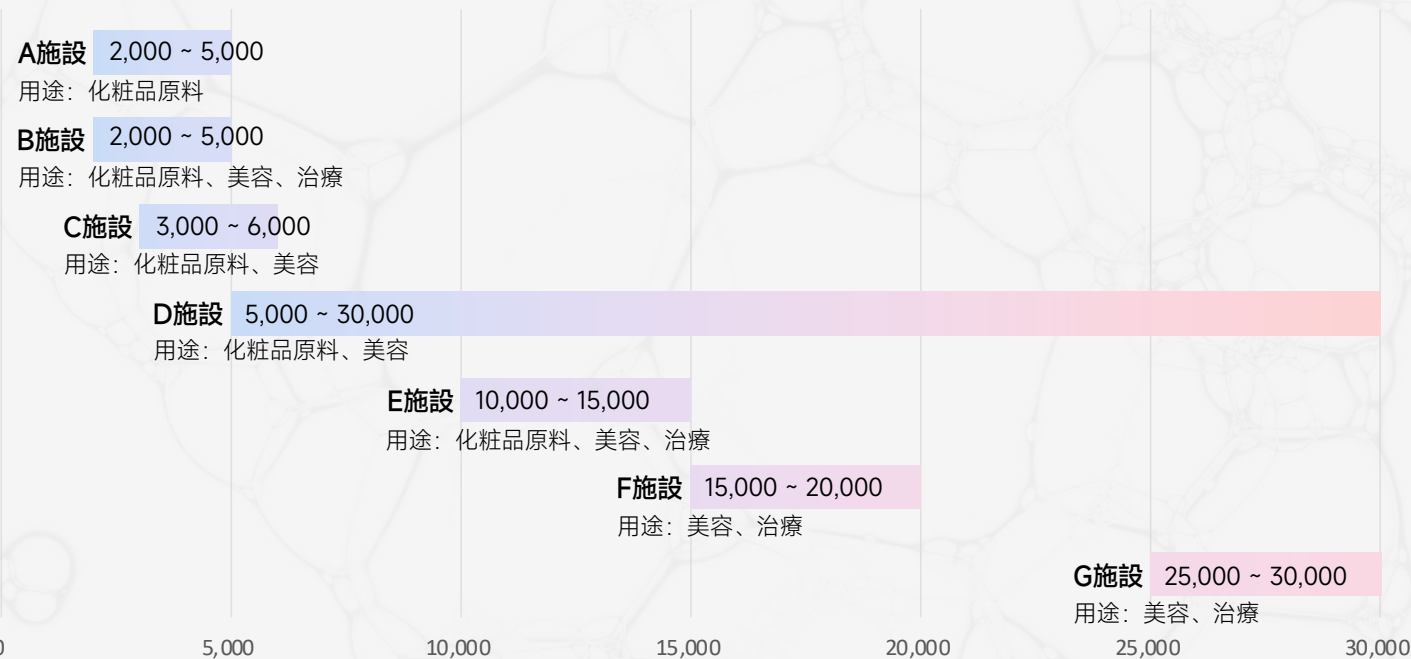 A施設 2,000 ~ 5,000
用途：化粧品原料
B施設 2,000 ~ 5,000
用途：化粧品原料、美容、治療
C施設 3,000 ~ 6,000
用途：化粧品原料、美容
D施設 5,000 ~ 30,000
用途：化粧品原料、美容
E施設 10,000 ~ 15,000
用途：化粧品原料、美容、治療
F施設 15,000 ~ 20,000
用途：美容、治療
G施設 25,000 ~ 30,000
用途：美容、治療
0 5,000 10,000 15,000 20,000 25,000 30,000